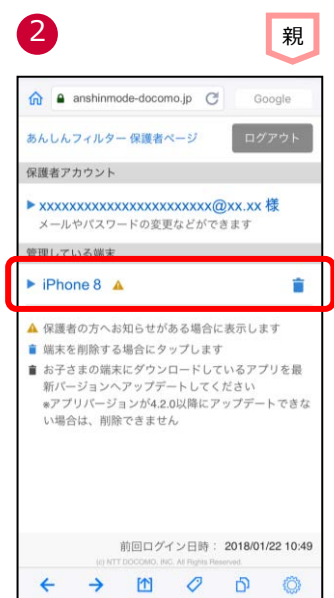 2
親
anshinmode-docomo.jp
Google
あんしんフィルター 保護者ページ
ログアウト
保護者アカウント
xxxxxxxxxxxxxxxxxxxxxxxx@xx.xx 様
メールやパスワードの変更などができます
管理している端末
iPhone 8
保護者の方へお知らせがある場合に表示します
端末を削除する場合にタップします
お子さまの端末にダウンロードしているアプリを最
新バージョンへアップデートしてください
※アプリバージョンが4.2.0以降にアップデートできな
い場合は、削除できません
前回ログイン日時： 2018/01/22 10:49
(c) NTT DOCOMO, INC. All Rights Reserved.